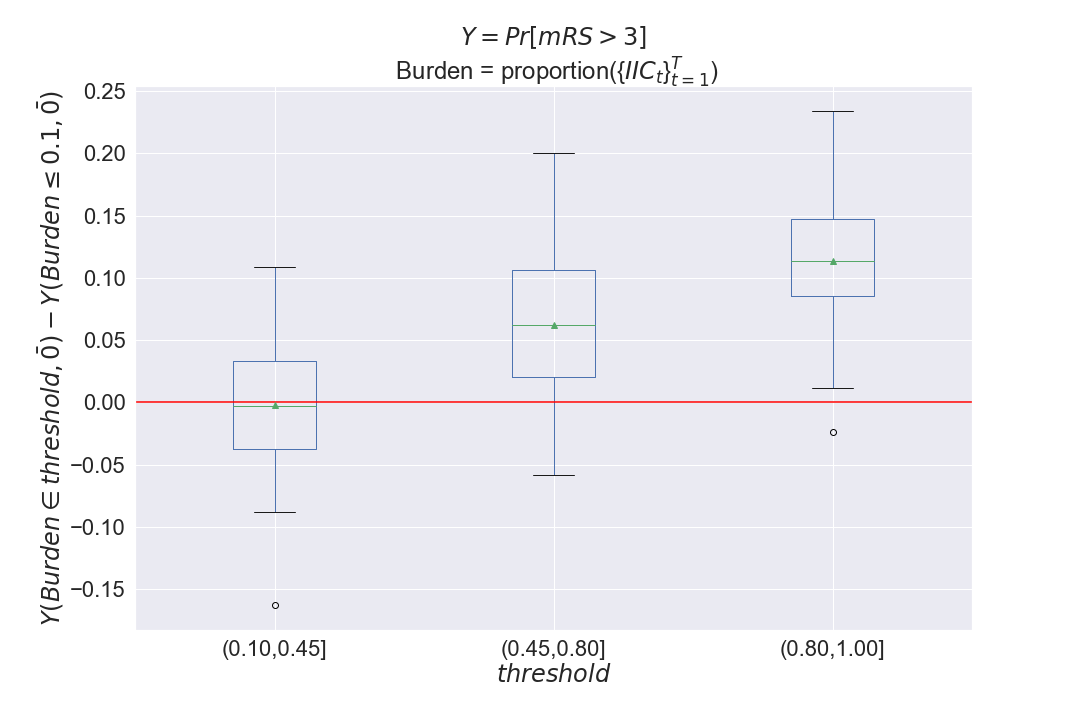 Y = Pr[mRS > 3]
Burden = proportion({IIC_t}_{t=1}^T)
Y(Burden ∈ threshold, 0̄) − Y(Burden ≤ 0.1, 0̄)
0.25
0.20
0.15
0.10
0.05
0.00
−0.05
−0.10
−0.15
(0.10,0.45] (0.45,0.80] (0.80,1.00]
threshold